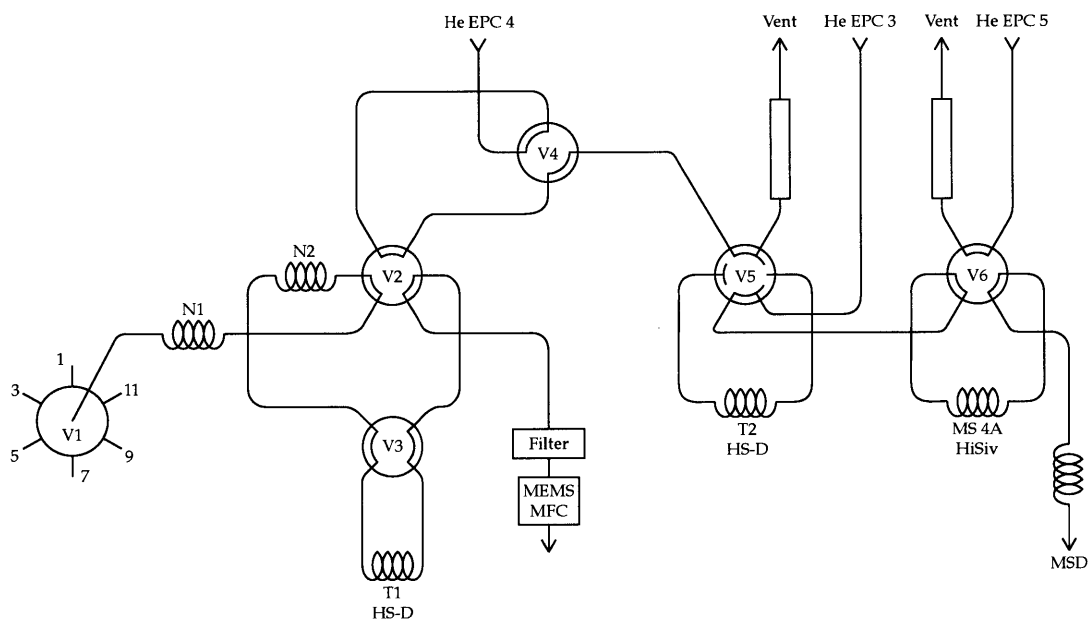 He EPC 4
Vent
He EPC 3
Vent
He EPC 5
V4
N2
V2
V5
V6
N1
1
3
11
V1
5
9
7
V3
T2
HS-D
MS 4A
HiSiv
Filter
MEMS
MFC
MSD
T1
HS-D